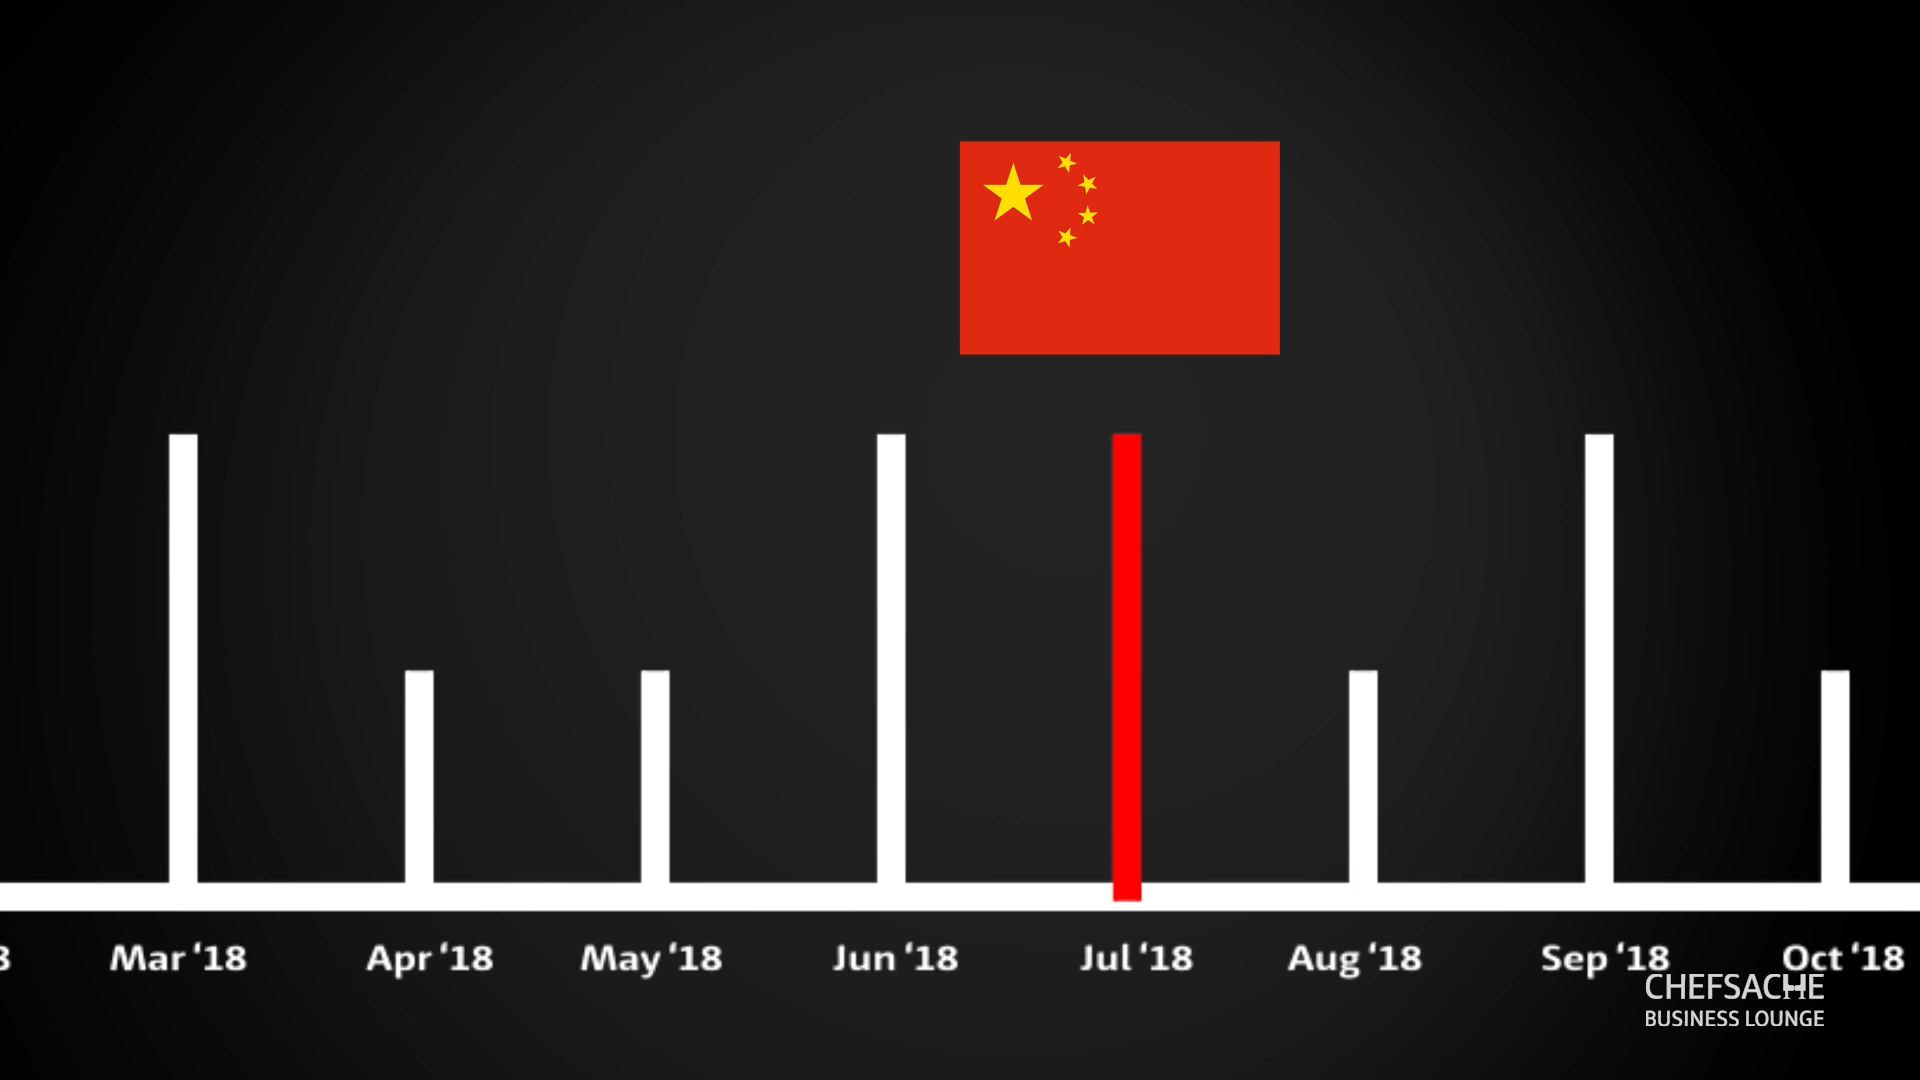 8
Mar ‘18
Apr ‘18
May ‘18
Jun ‘18
Jul ‘18
Aug ‘18
Sep ‘18
Oct ‘18
CHEFSACHE
BUSINESS LOUNGE